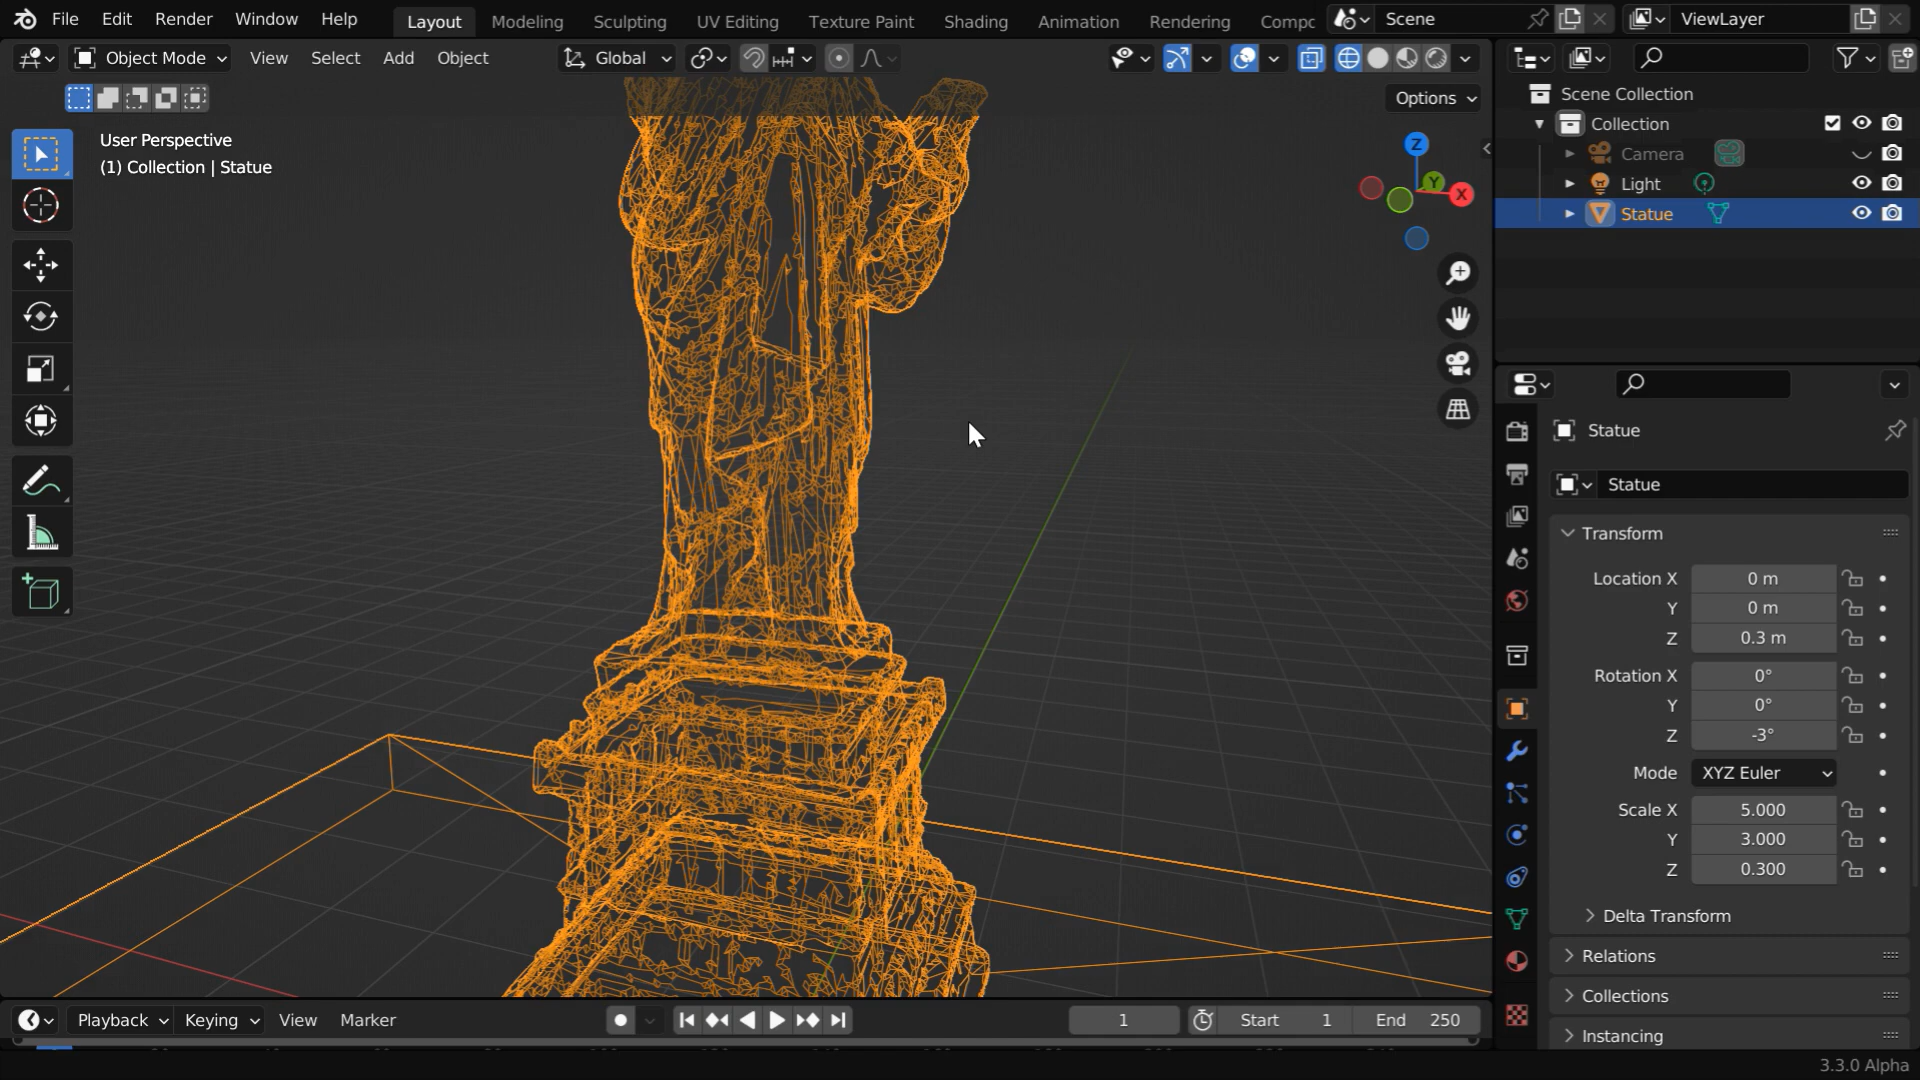 File Edit Render Window Help Layout Modeling Sculpting UV Editing Texture Paint Shading Animation Rendering Compc Scene ViewLayer
Object Mode View Select Add Object Global
Options
User Perspective
(1) Collection | Statue
Z
Y
X
Scene Collection
Collection
Camera
Light
Statue
Statue
Statue
Transform
Location X 0 m
Y 0 m
Z 0.3 m
Rotation X 0°
Y 0°
Z -3°
Mode XYZ Euler
Scale X 5.000
Y 3.000
Z 0.300
Delta Transform
Relations
Collections
Instancing
Playback Keying View Marker 1 Start 1 End 250
3.3.0 Alpha